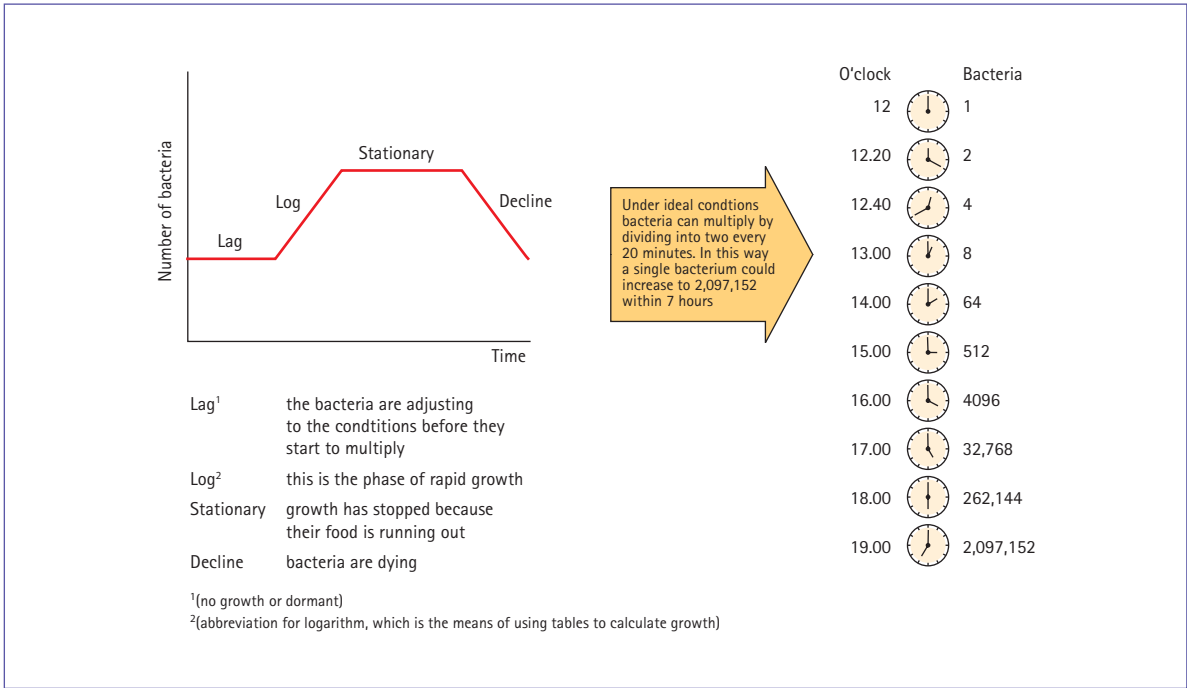 Number of bacteria
Lag
Log
Stationary
Decline
Time
Lag1 the bacteria are adjusting
to the condtitions before they
start to multiply
Log2 this is the phase of rapid growth
Stationary growth has stopped because
their food is running out
Decline bacteria are dying
1(no growth or dormant)
2(abbreviation for logarithm, which is the means of using tables to calculate growth)
Under ideal condtions
bacteria can multiply by
dividing into two every
20 minutes. In this way
a single bacterium could
increase to 2,097,152
within 7 hours
O'clock Bacteria
12 1
12.20 2
12.40 4
13.00 8
14.00 64
15.00 512
16.00 4096
17.00 32,768
18.00 262,144
19.00 2,097,152